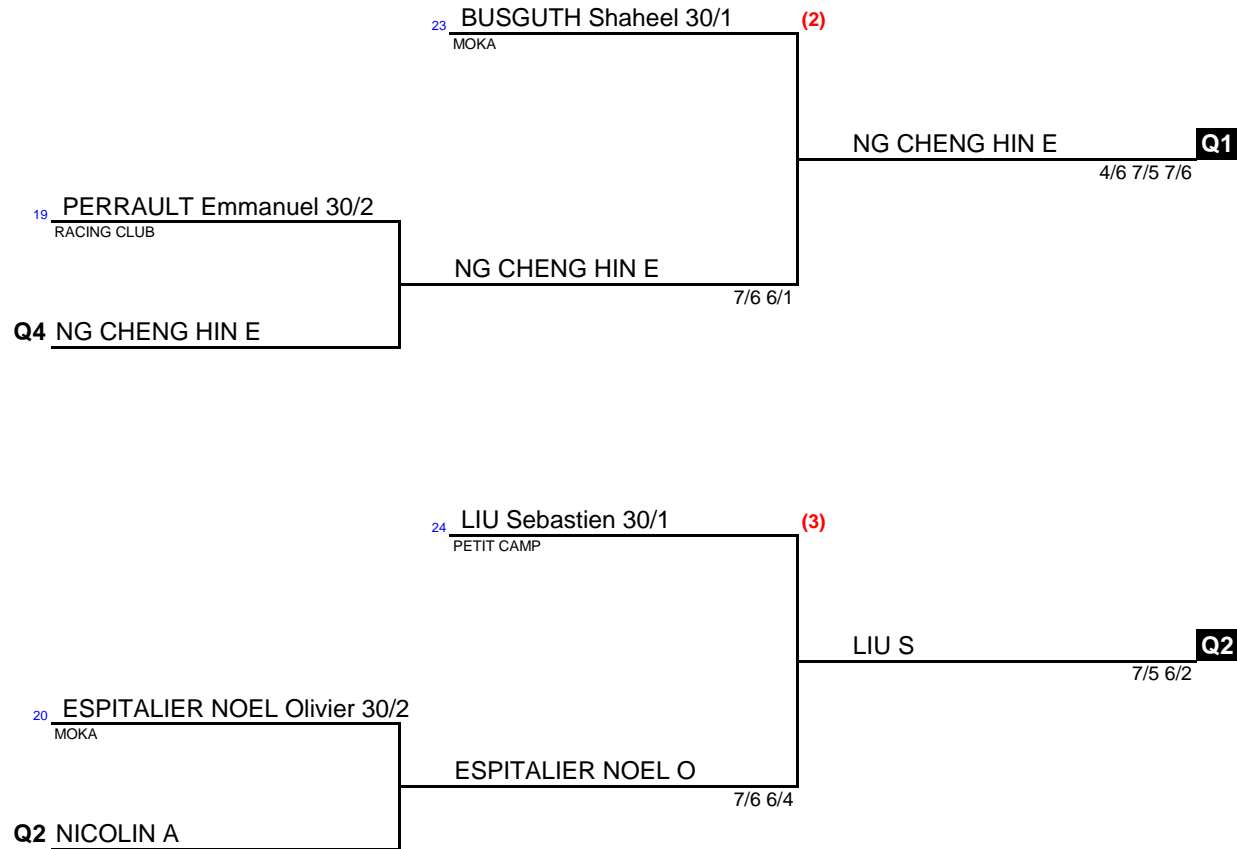 23 BUSGUTH Shaheel 30/1 (2)
MOKA
NG CHENG HIN E Q1
4/6 7/5 7/6
19 PERRAULT Emmanuel 30/2
RACING CLUB
NG CHENG HIN E
7/6 6/1
Q4 NG CHENG HIN E
24 LIU Sebastien 30/1 (3)
PETIT CAMP
LIU S Q2
7/5 6/2
20 ESPITALIER NOEL Olivier 30/2
MOKA
ESPITALIER NOEL O
7/6 6/4
Q2 NICOLIN A